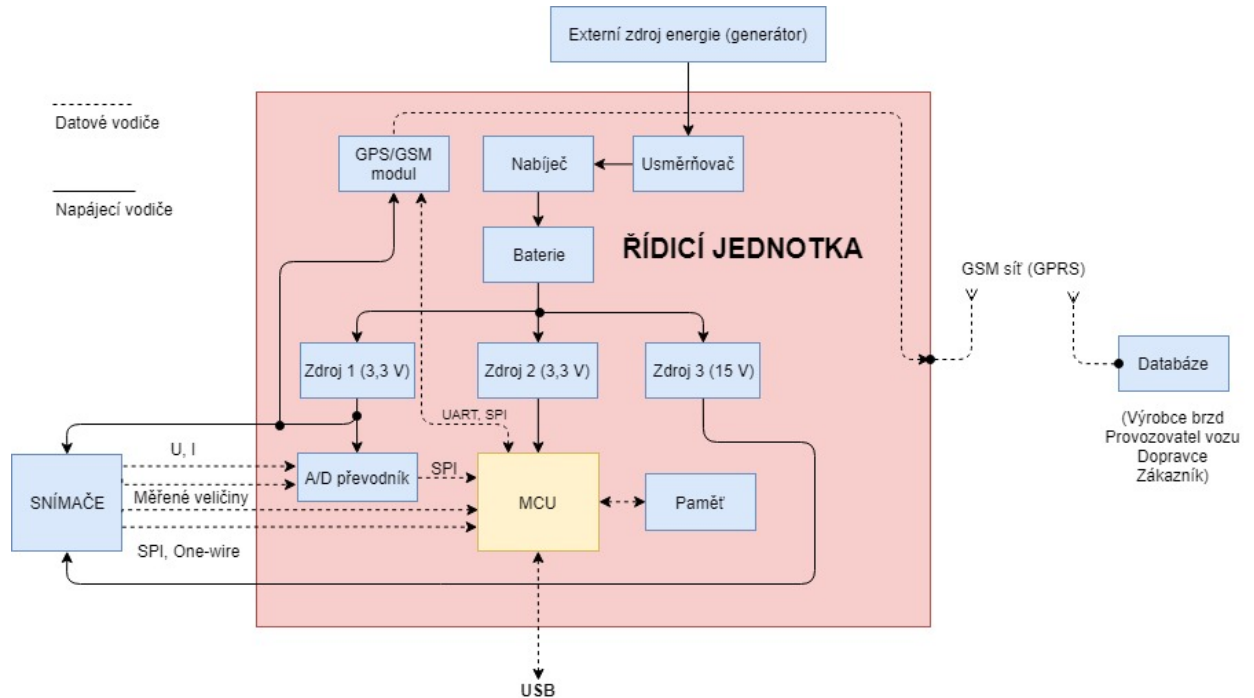 Externí zdroj energie (generátor)
Datové vodiče
Napájecí vodiče
GPS/GSM
modul
Nabíječ
Usměrňovač
Baterie
ŘÍDICÍ JEDNOTKA
GSM síť (GPRS)
Zdroj 1 (3,3 V)
Zdroj 2 (3,3 V)
Zdroj 3 (15 V)
Databáze
(Výrobce brzd
Provozovatel vozu
Dopravce
Zákazník)
UART, SPI
U, I
A/D převodník
SPI
SNÍMAČE
Měřené veličiny
MCU
Paměť
SPI, One-wire
USB